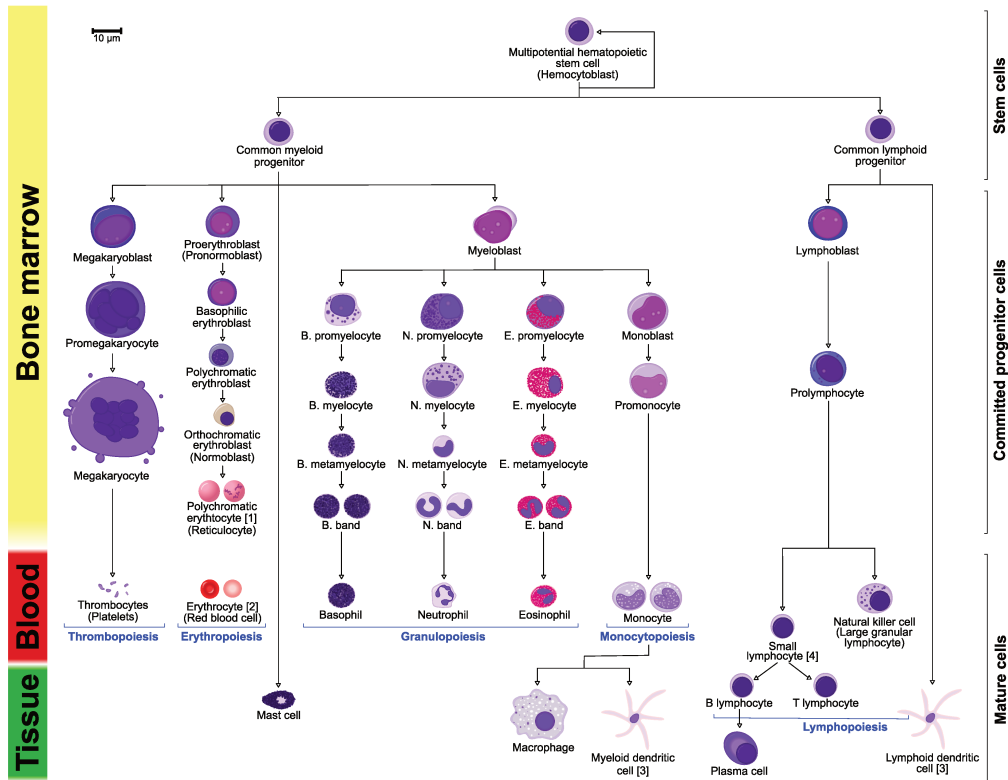 10 µm
Multipotential hematopoietic
stem cell
(Hemocytoblast)
Stem cells
Common myeloid
progenitor
Common lymphoid
progenitor
Bone marrow
Committed progenitor cells
Megakaryoblast
Proerythroblast
(Pronormoblast)
Myeloblast
Lymphoblast
Promegakaryocyte
Basophilic
erythroblast
B. promyelocyte
N. promyelocyte
E. promyelocyte
Monoblast
Polychromatic
erythroblast
B. myelocyte
N. myelocyte
E. myelocyte
Promonocyte
Prolymphocyte
Megakaryocyte
Orthochromatic
erythroblast
(Normoblast)
B. metamyelocyte
N. metamyelocyte
E. metamyelocyte
Polychromatic
erythtocyte [1]
(Reticulocyte)
B. band
N. band
E. band
Blood
Mature cells
Thrombocytes
(Platelets)
Erythrocyte [2]
(Red blood cell)
Basophil
Neutrophil
Eosinophil
Monocyte
Natural killer cell
(Large granular
lymphocyte)
Small
lymphocyte [4]
Thrombopoiesis
Erythropoiesis
Granulopoiesis
Monocytopoiesis
Tissue
Mast cell
Macrophage
Myeloid dendritic
cell [3]
B lymphocyte
T lymphocyte
Lymphopoiesis
Plasma cell
Lymphoid dendritic
cell [3]